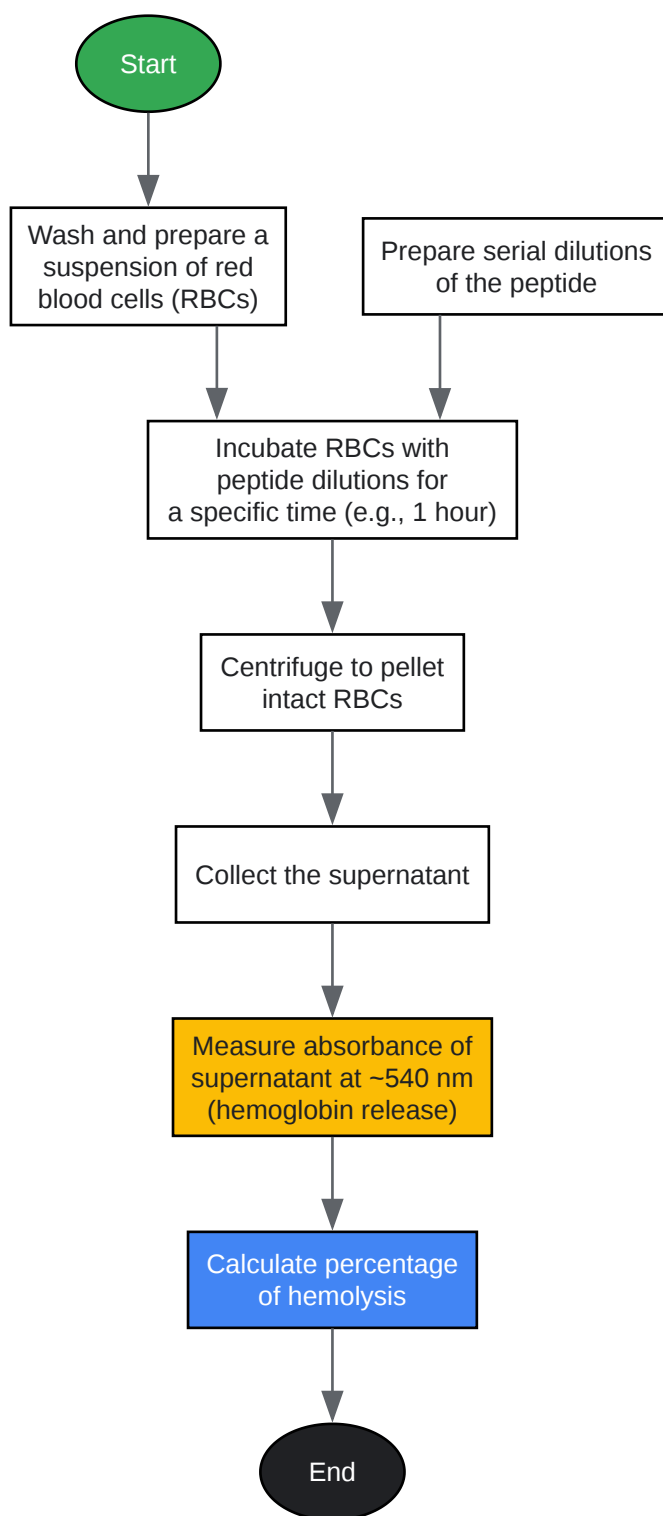 Start
Wash and prepare a
suspension of red
blood cells (RBCs)
Prepare serial dilutions
of the peptide
Incubate RBCs with
peptide dilutions for
a specific time (e.g., 1 hour)
Centrifuge to pellet
intact RBCs
Collect the supernatant
Measure absorbance of
supernatant at ~540 nm
(hemoglobin release)
Calculate percentage
of hemolysis
End